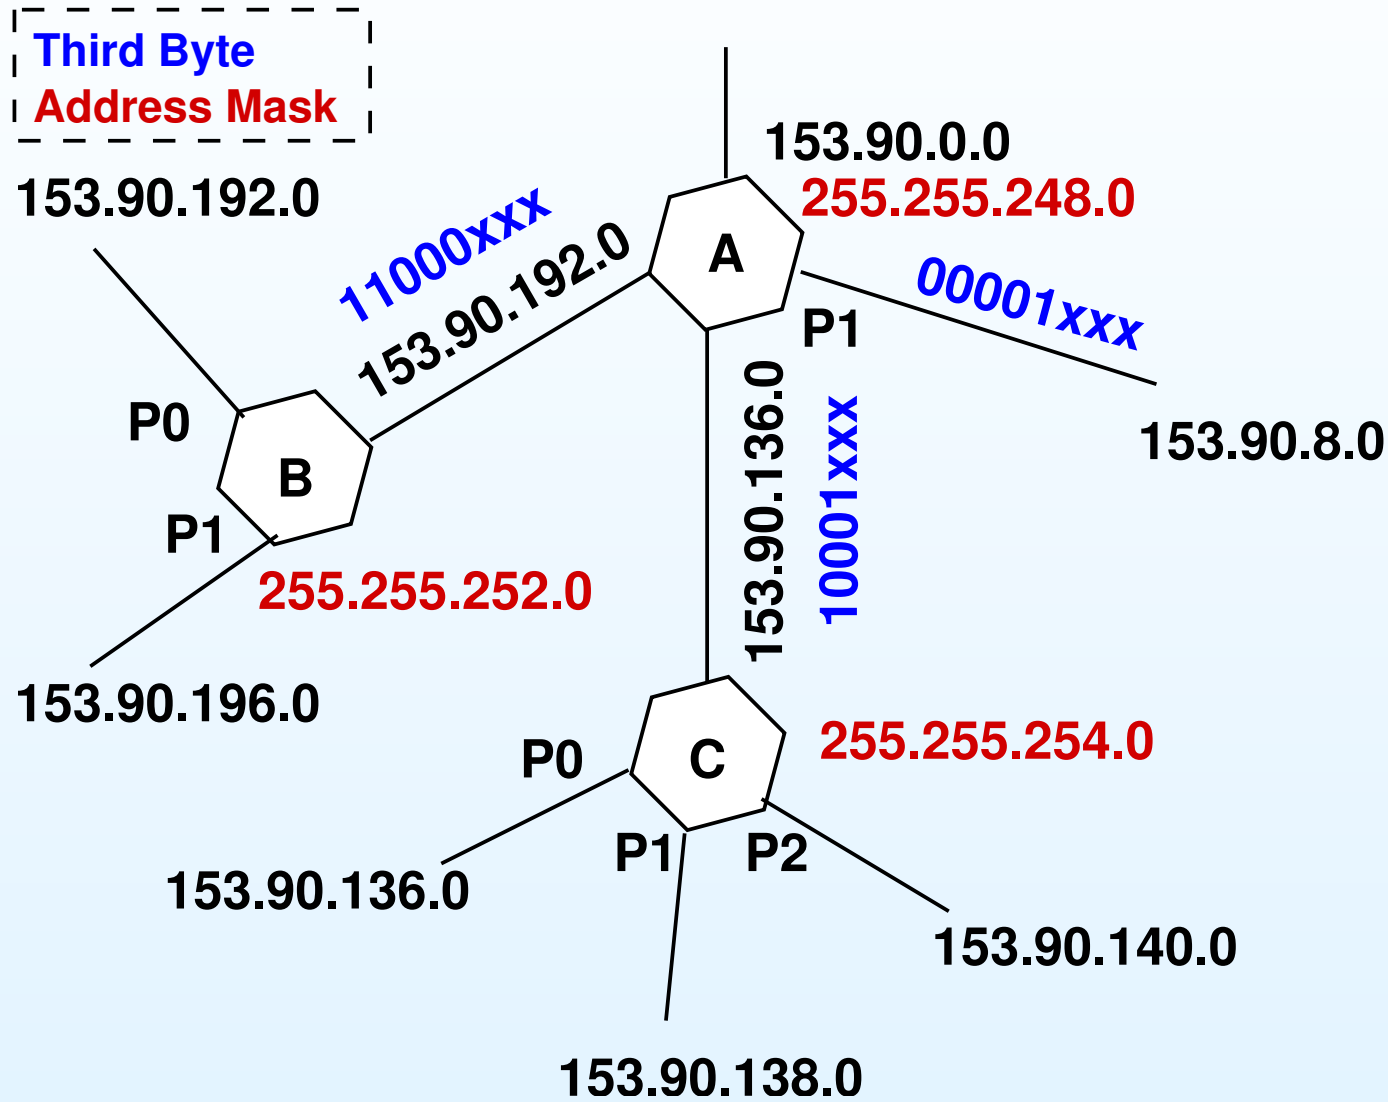 Third Byte
Address Mask
153.90.0.0
255.255.248.0
153.90.192.0
11000xxx
153.90.192.0
A
00001xxx
P1
153.90.8.0
153.90.136.0
10001xxx
P0
B
P1
255.255.252.0
153.90.196.0
255.255.254.0
P0
C
P1
P2
153.90.136.0
153.90.140.0
153.90.138.0